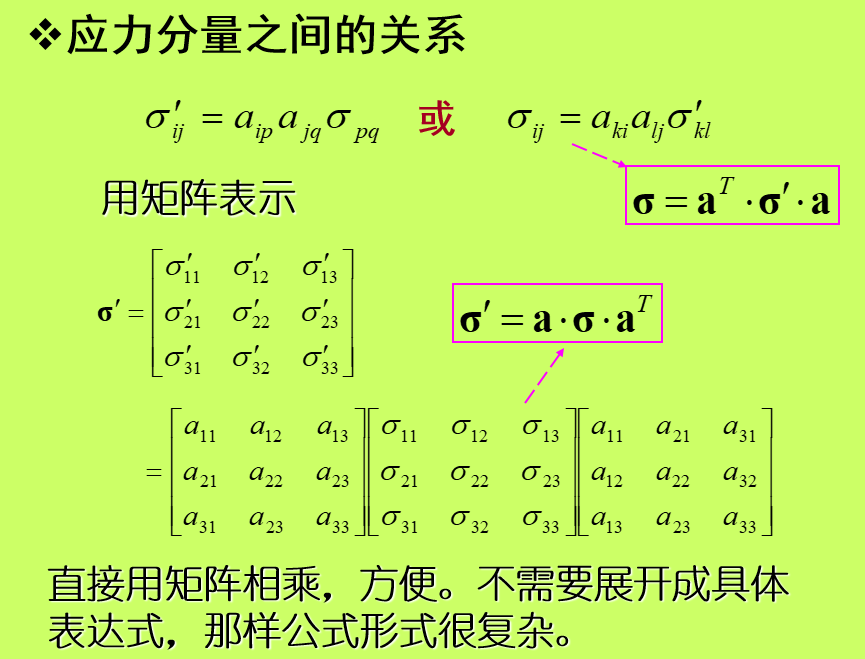 ❖应力分量之间的关系
σ′ij = aip ajq σpq 或 σij = aki alj σ′kl
用矩阵表示 σ = aᵀ · σ′ · a
σ′ = [σ′11 σ′12 σ′13
σ′21 σ′22 σ′23
σ′31 σ′32 σ′33]
σ′ = a · σ · aᵀ
= [a11 a12 a13] [σ11 σ12 σ13] [a11 a21 a31]
[a21 a22 a23] [σ21 σ22 σ23] [a12 a22 a32]
[a31 a23 a33] [σ31 σ32 σ33] [a13 a23 a33]
直接用矩阵相乘，方便。不需要展开成具体
表达式，那样公式形式很复杂。